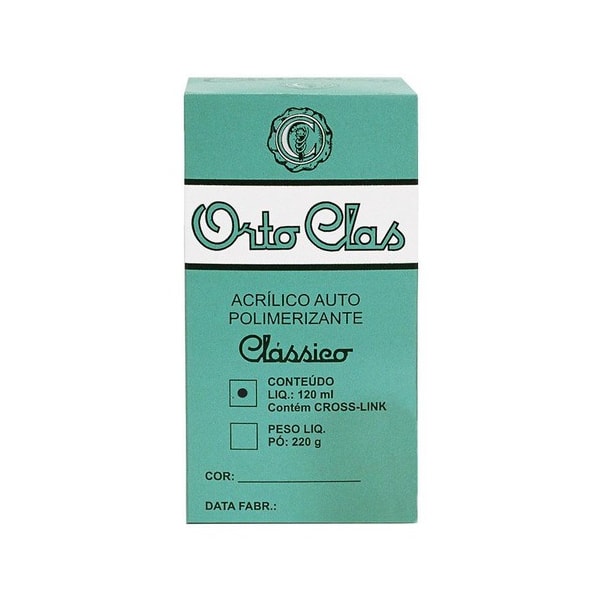 C
Orto Clas
ACRÍLICO AUTO
POLIMERIZANTE
Clássico
CONTEÚDO
LIQ.: 120 ml
Contém CROSS-LINK
PESO LIQ.
PÓ: 220 g
COR:
DATA FABR.: